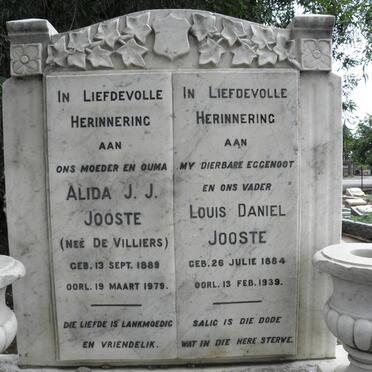 In Liefdevolle
Herinnering
aan
ons moeder en ouma
Alida J. J.
Jooste
(neé De Villiers)
geb. 13 Sept. 1889
oorl. 19 Maart 1979.
Die liefde is lankmoedig
en vriendelik.
In Liefdevolle
Herinnering
aan
my dierbare eggenoot
en ons vader
Louis Daniel
Jooste
geb. 26 Julie 1884
oorl. 13 Feb. 1939.
Salig is die dode
wat in die Here sterwe.